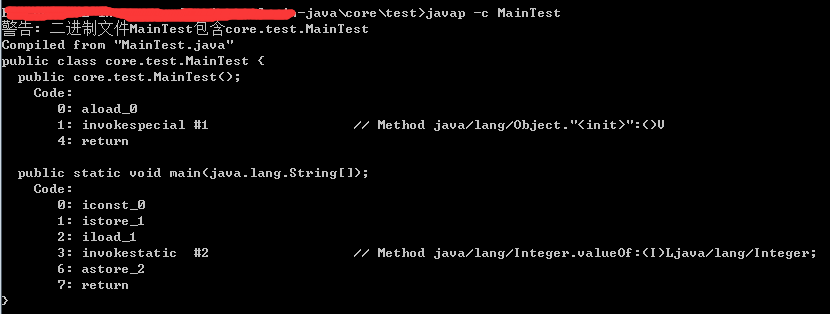 -java\core\test>javap -c MainTest
警告: 二进制文件MainTest包含core.test.MainTest
Compiled from "MainTest.java"
public class core.test.MainTest {
  public core.test.MainTest();
    Code:
       0: aload_0
       1: invokespecial #1                  // Method java/lang/Object."<init>":()V
       4: return

  public static void main(java.lang.String[]);
    Code:
       0: iconst_0
       1: istore_1
       2: iload_1
       3: invokestatic  #2                  // Method java/lang/Integer.valueOf:(I)Ljava/lang/Integer;
       6: astore_2
       7: return
}